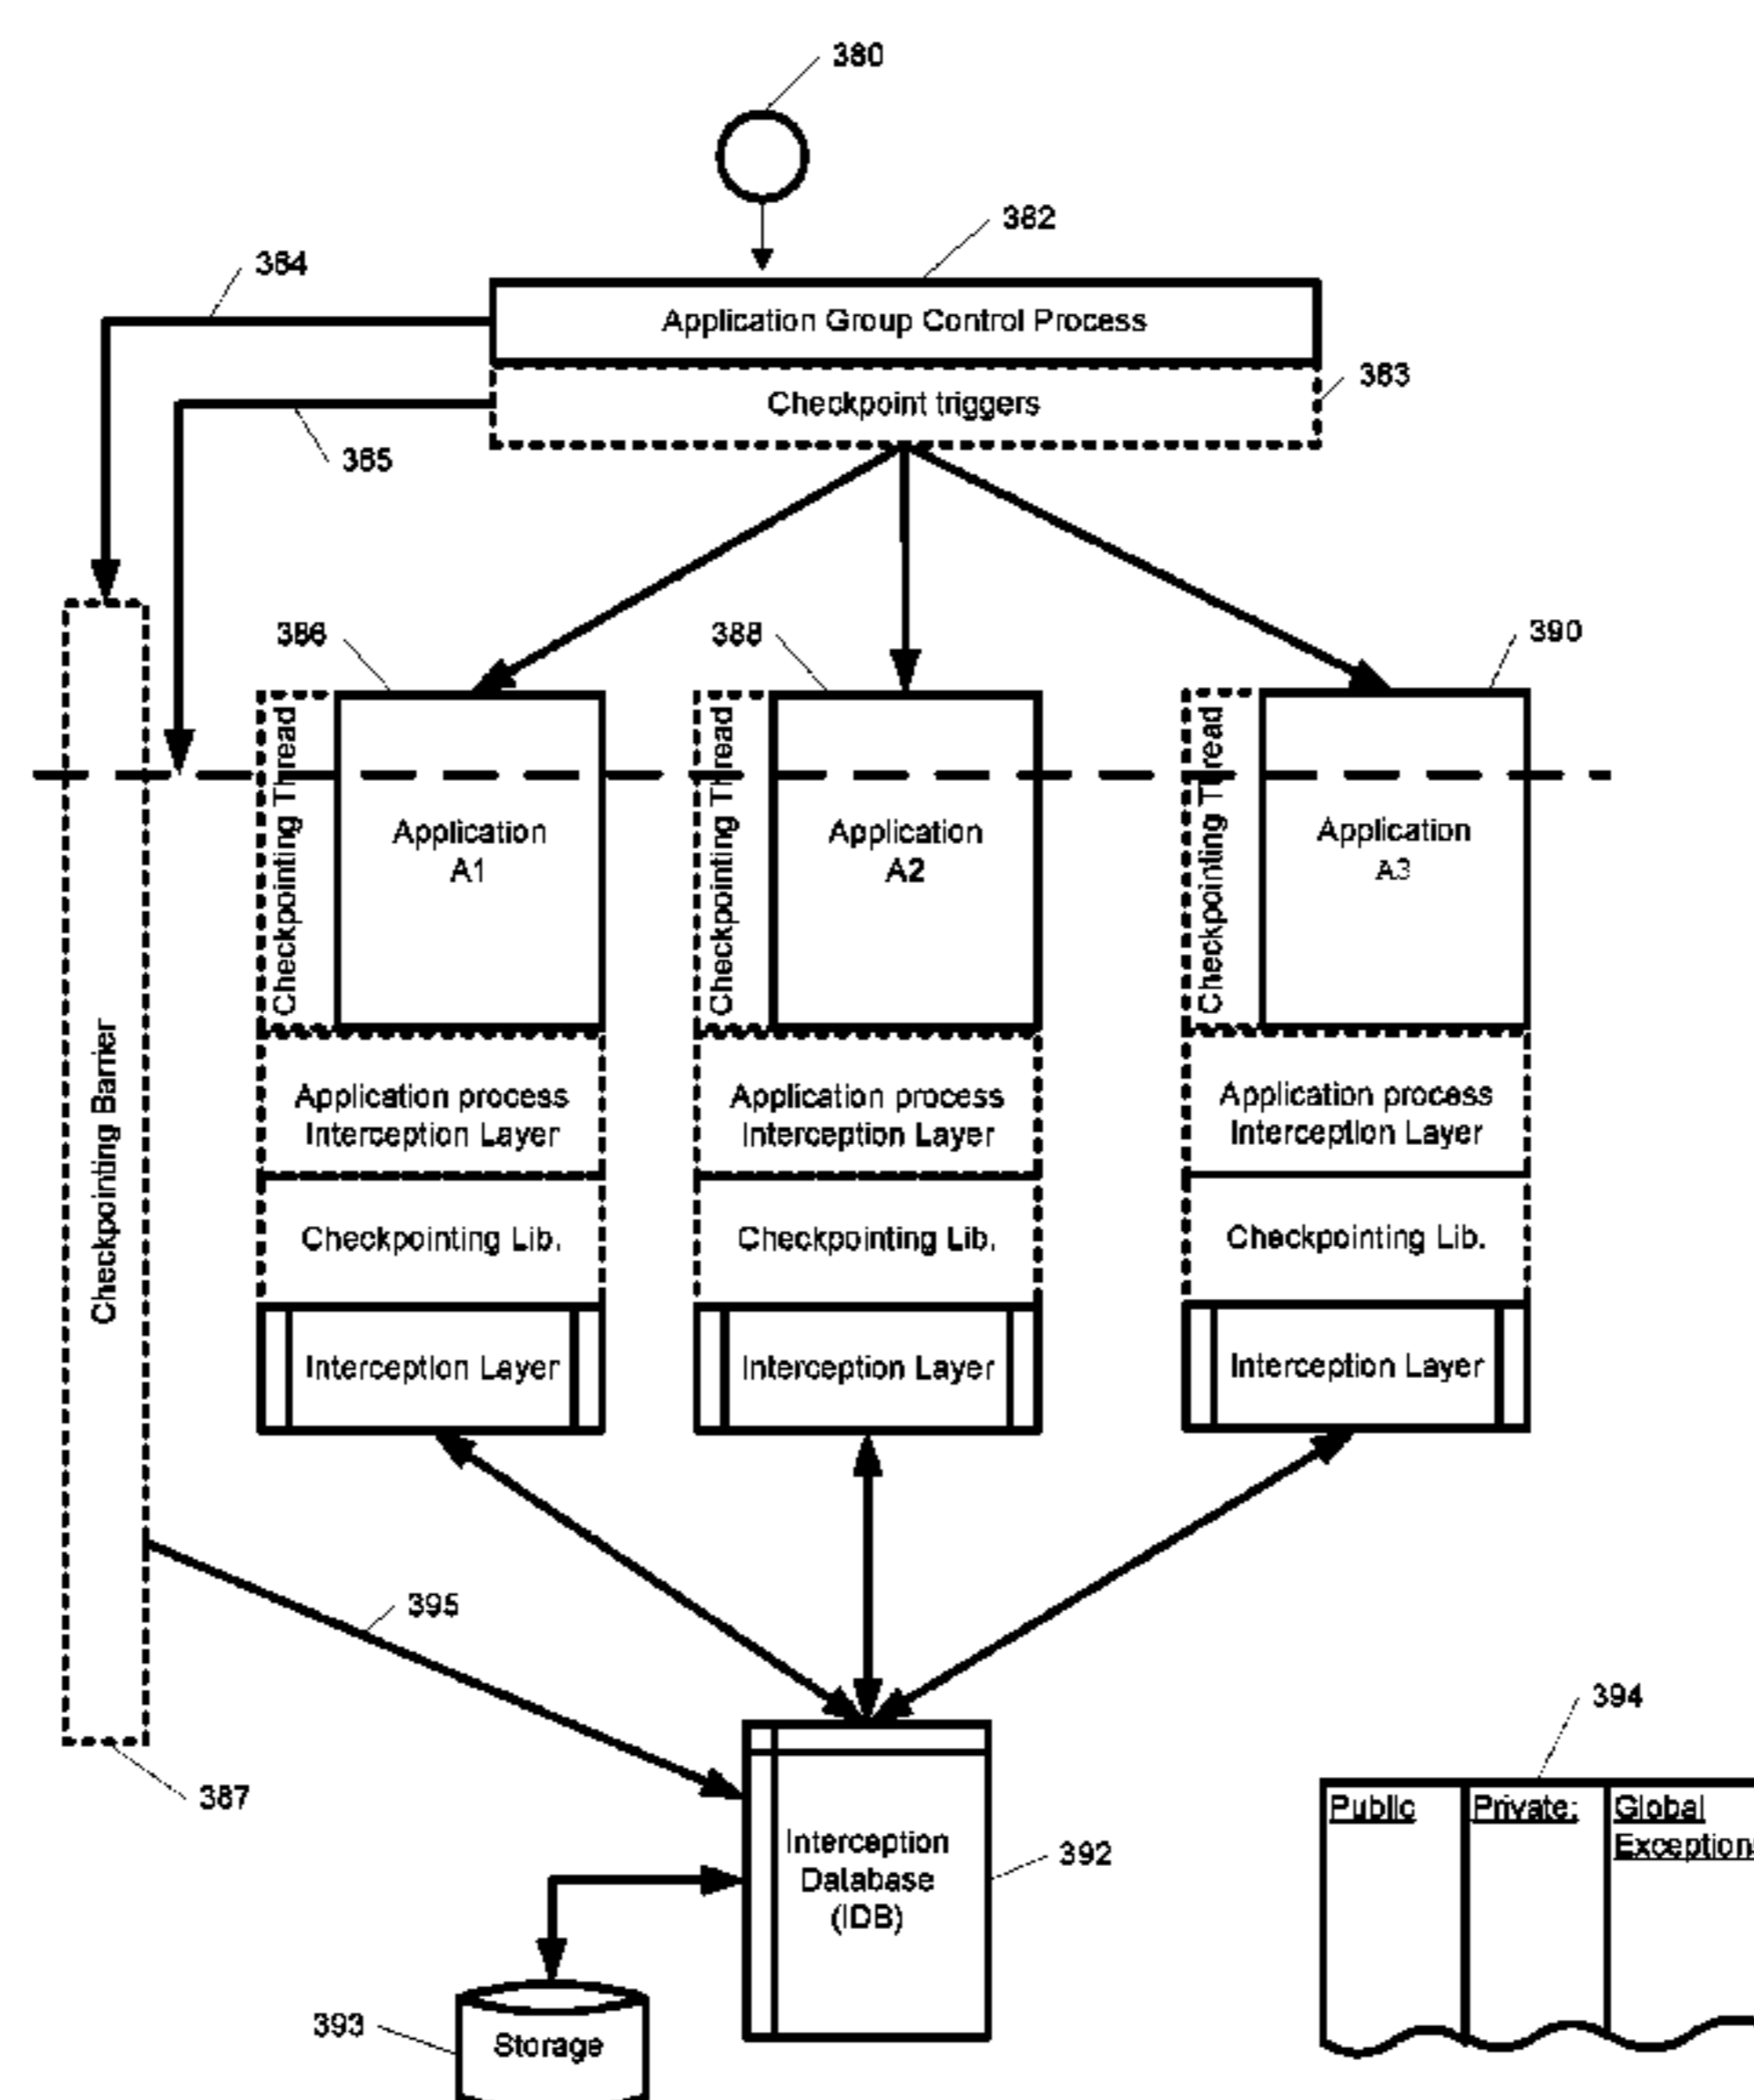 380
382
384
Application Group Control Process
383
Checkpoint triggers
385
386
388
390
Checkpointing Thread
Application
A1
Checkpointing Thread
Application
A2
Checkpointing Thread
Application
A3
Checkpointing Barrier
Application process
Interception Layer
Application process
Interception Layer
Application process
Interception Layer
Checkpointing Lib.
Checkpointing Lib.
Checkpointing Lib.
Interception Layer
Interception Layer
Interception Layer
395
394
387
Public
Private:
Global
Exception
Interception
Database
(IDB)
392
393
Storage